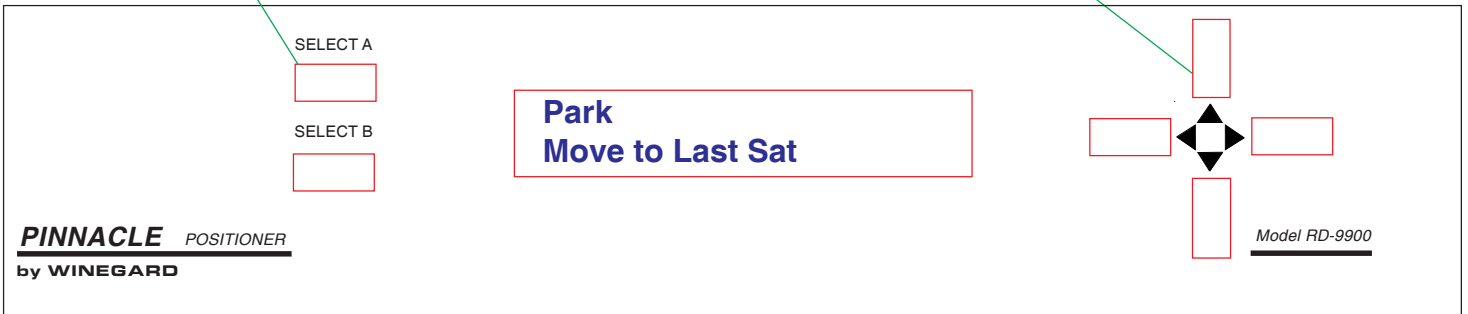 SELECT A
SELECT B
Park
Move to Last Sat
PINNACLE POSITIONER
by WINEGARD
Model RD-9900